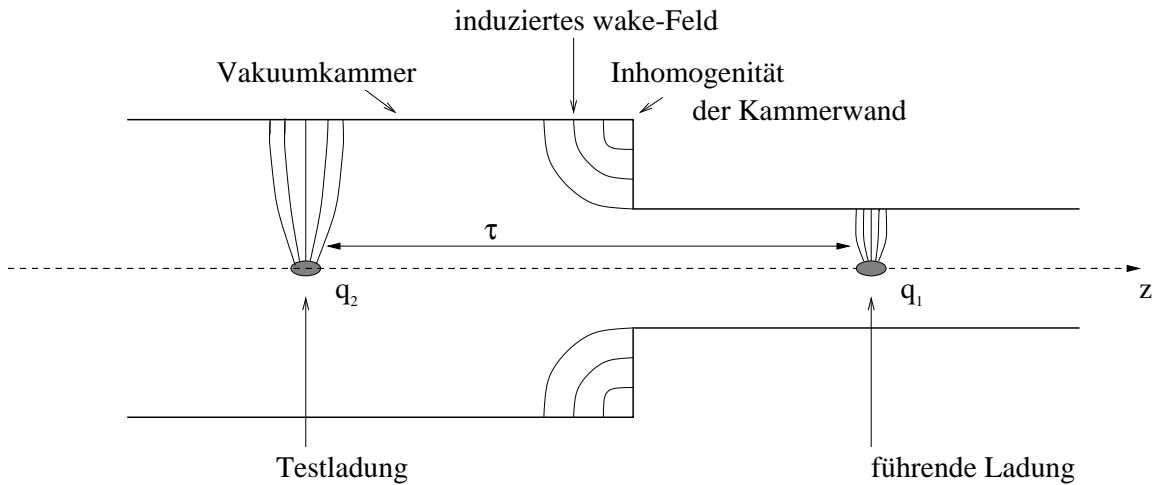 induziertes wake-Feld
Vakuumkammer
Inhomogenität
der Kammerwand
τ
q₂
q₁
z
Testladung
führende Ladung